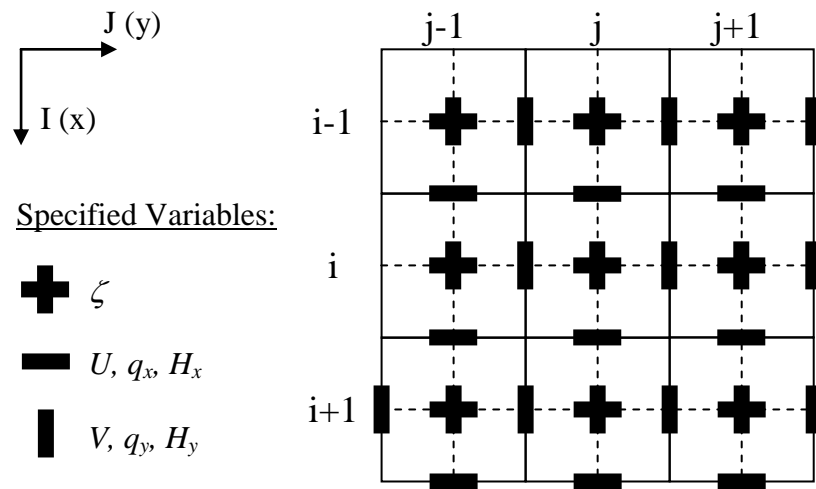 J (y)
I (x)
j-1 j j+1
i-1
i
i+1
Specified Variables:
ζ
U, qx, Hx
V, qy, Hy